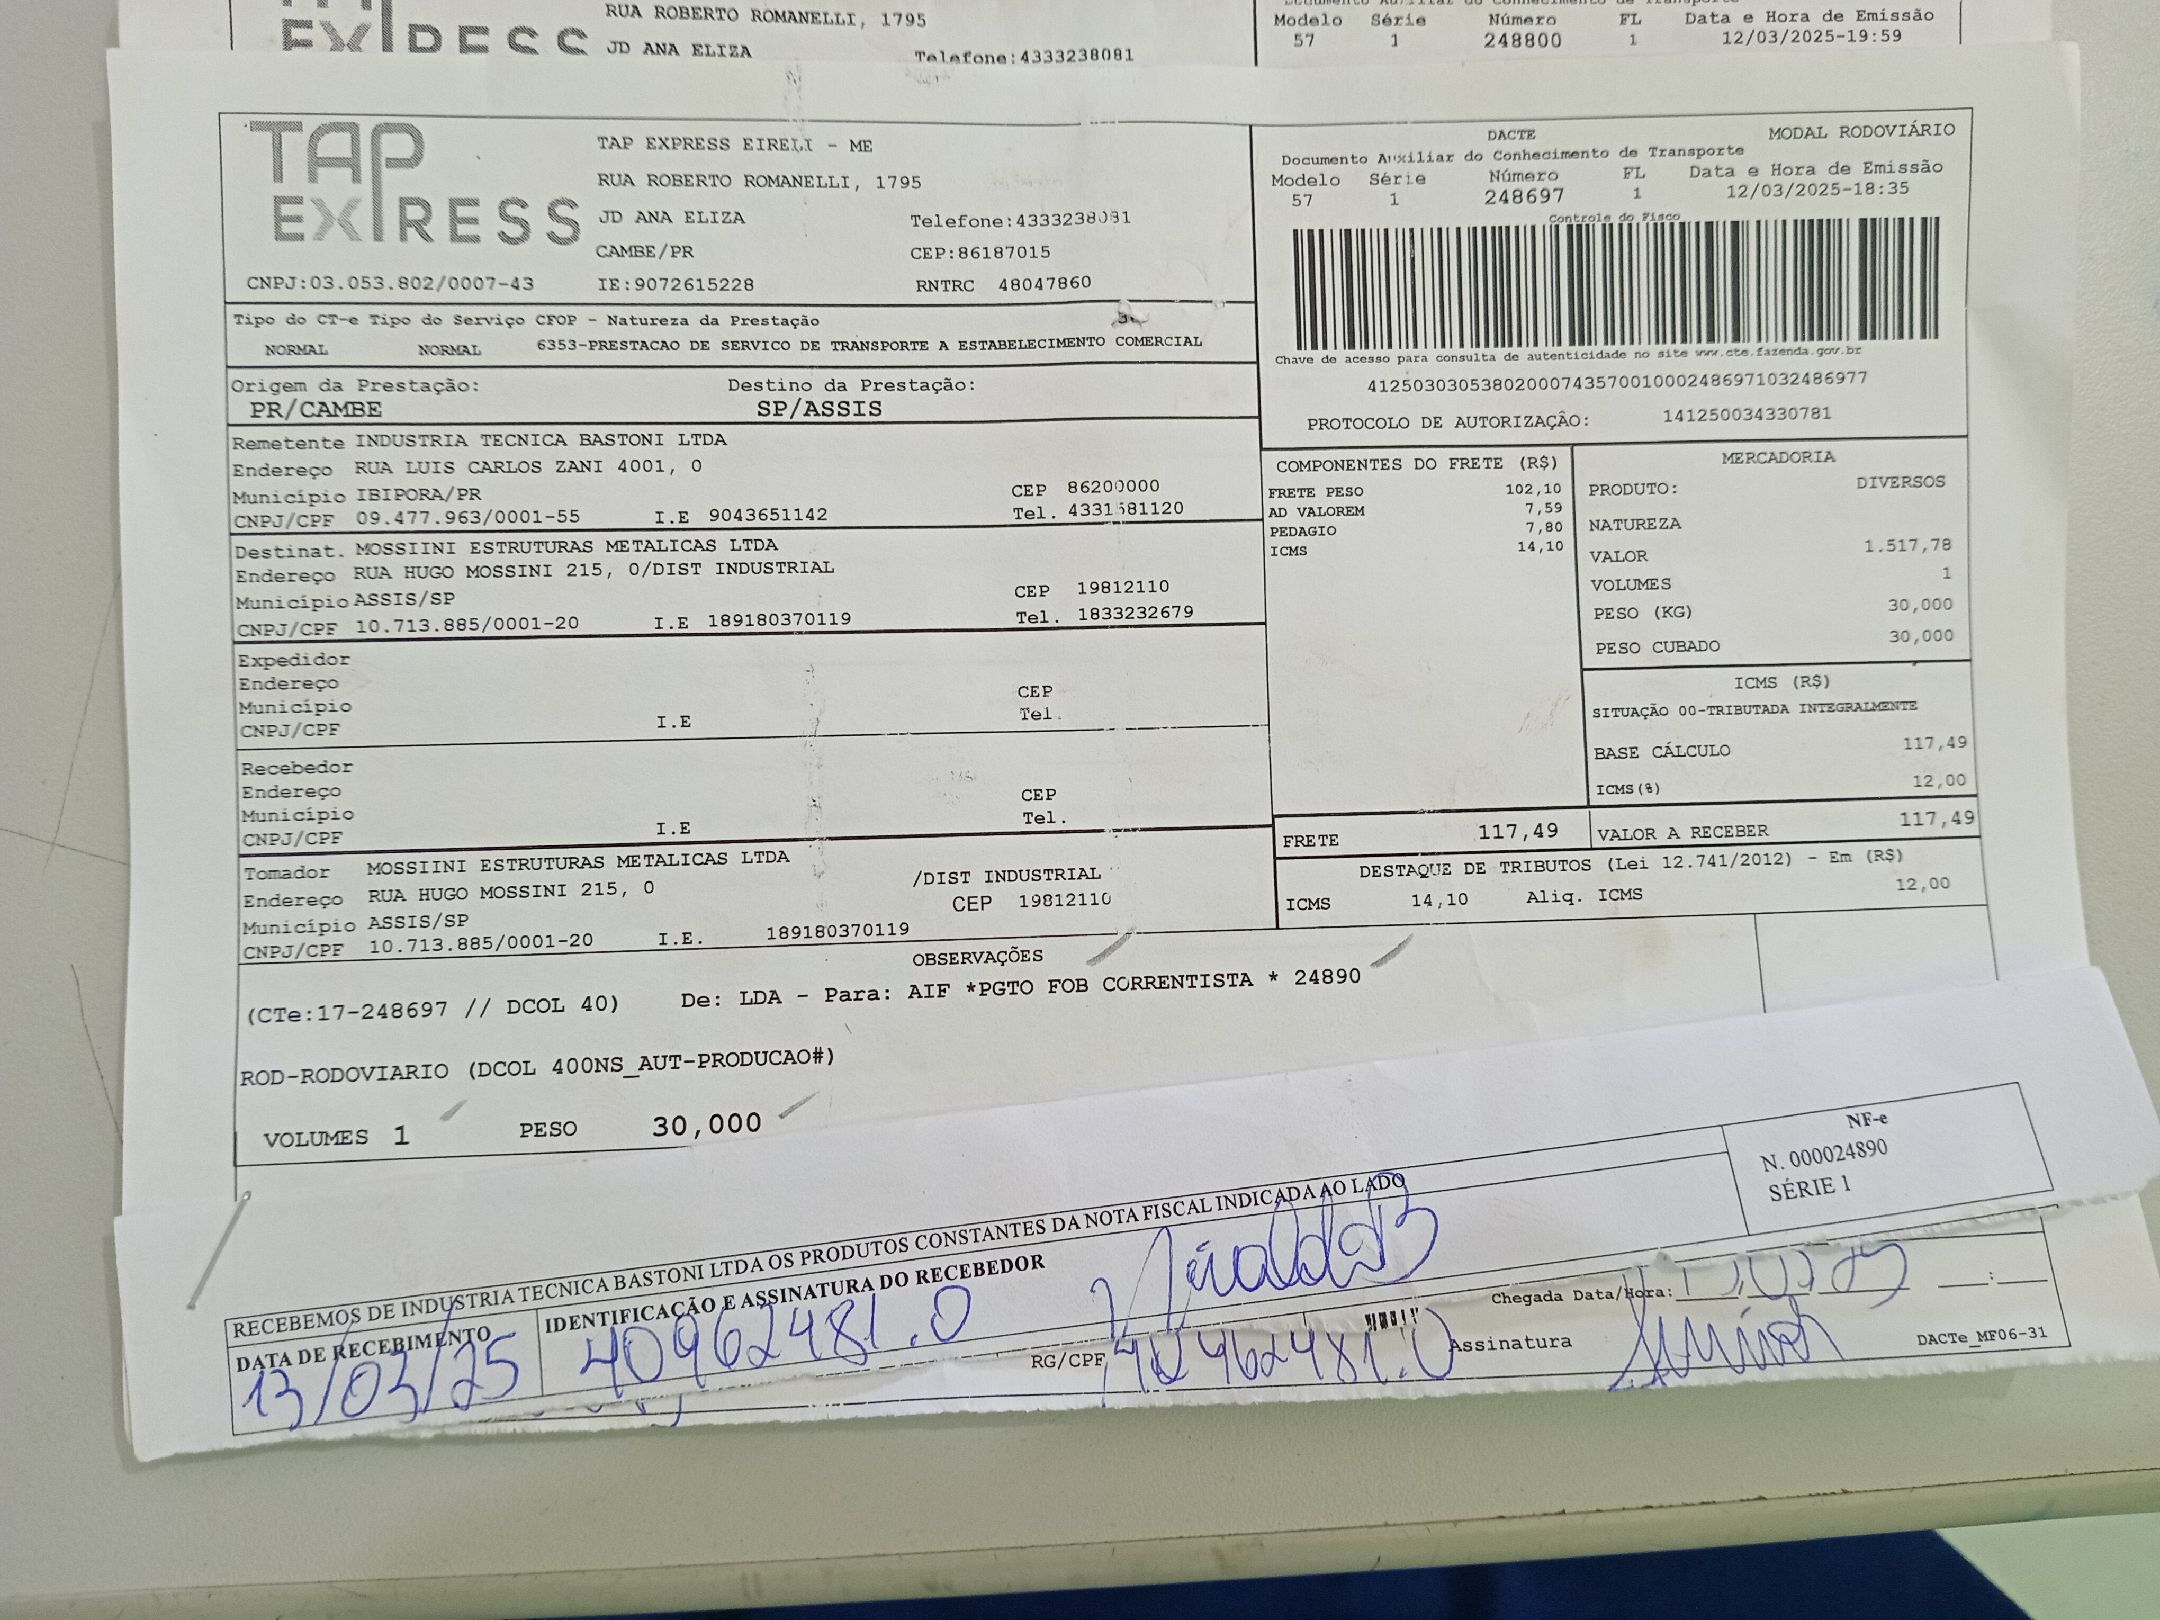 RUA ROBERTO ROMANELLI, 1795
JD ANA ELIZA Telefone:4333238081
Modelo Série Número FL Data e Hora de Emissão
57 1 248800 1 12/03/2025-19:59
TAP EXPRESS
TAP EXPRESS EIRELI - ME
RUA ROBERTO ROMANELLI, 1795
JD ANA ELIZA Telefone:4333238081
CAMBE/PR CEP:86187015
CNPJ:03.053.802/0007-43 IE:9072615228 RNTRC 48047860
DACTE MODAL RODOVIÁRIO
Documento Auxiliar do Conhecimento de Transporte
Modelo Série Número FL Data e Hora de Emissão
57 1 248697 1 12/03/2025-18:35
Controle do Fisco
Chave de acesso para consulta de autenticidade no site www.cte.fazenda.gov.br
41250303053802000743570010002486971032486977
PROTOCOLO DE AUTORIZAÇÃO: 141250034330781
Tipo do CT-e Tipo do Serviço CFOP - Natureza da Prestação
NORMAL NORMAL 6353-PRESTACAO DE SERVICO DE TRANSPORTE A ESTABELECIMENTO COMERCIAL
Origem da Prestação: Destino da Prestação:
PR/CAMBE SP/ASSIS
Remetente INDUSTRIA TECNICA BASTONI LTDA
Endereço RUA LUIS CARLOS ZANI 4001, 0
Município IBIPORA/PR CEP 86200000
CNPJ/CPF 09.477.963/0001-55 I.E 9043651142 Tel. 4331581120
Destinat. MOSSIINI ESTRUTURAS METALICAS LTDA
Endereço RUA HUGO MOSSINI 215, 0/DIST INDUSTRIAL
Município ASSIS/SP CEP 19812110
CNPJ/CPF 10.713.885/0001-20 I.E 189180370119 Tel. 1833232679
Expedidor
Endereço
Município CEP
CNPJ/CPF I.E Tel.
Recebedor
Endereço
Município CEP
CNPJ/CPF I.E Tel.
Tomador MOSSIINI ESTRUTURAS METALICAS LTDA
Endereço RUA HUGO MOSSINI 215, 0 /DIST INDUSTRIAL
Município ASSIS/SP CEP 19812110
CNPJ/CPF 10.713.885/0001-20 I.E. 189180370119
COMPONENTES DO FRETE (R$)
FRETE PESO 102,10
AD VALOREM 7,59
PEDAGIO 7,80
ICMS 14,10
MERCADORIA
PRODUTO: DIVERSOS
NATUREZA
VALOR 1.517,78
VOLUMES 1
PESO (KG) 30,000
PESO CUBADO 30,000
ICMS (R$)
SITUAÇÃO 00-TRIBUTADA INTEGRALMENTE
BASE CÁLCULO 117,49
ICMS(%) 12,00
FRETE 117,49 VALOR A RECEBER 117,49
DESTAQUE DE TRIBUTOS (Lei 12.741/2012) - Em (R$)
ICMS 14,10 Aliq. ICMS 12,00
OBSERVAÇÕES
(CTe:17-248697 // DCOL 40) De: LDA - Para: AIF *PGTO FOB CORRENTISTA * 24890
ROD-RODOVIARIO (DCOL 400NS_AUT-PRODUCAO#)
VOLUMES 1 PESO 30,000
NF-e
N. 000024890
SÉRIE 1
RECEBEMOS DE INDUSTRIA TECNICA BASTONI LTDA OS PRODUTOS CONSTANTES DA NOTA FISCAL INDICADA AO LADO
DATA DE RECEBIMENTO IDENTIFICAÇÃO E ASSINATURA DO RECEBEDOR
13/03/25 40962481.0
Chegada Data/Hora:
RG/CPF 40962481.0 Assinatura DACTe_MF06-31